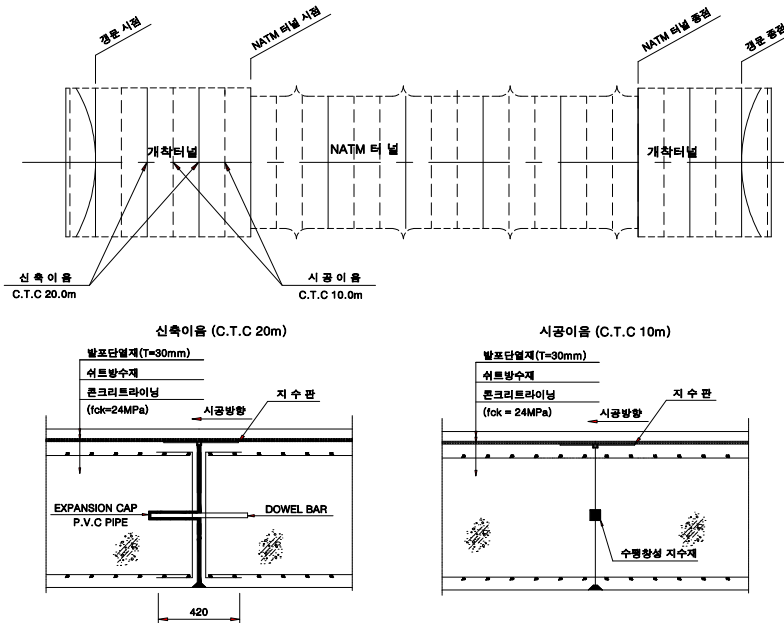 갱문 시점
NATM 터널 시점
NATM 터널 종점
갱문 종점
개착터널
NATM 터 널
개착터널
신 축 이 음
C.T.C 20.0m
시 공 이 음
C.T.C 10.0m
신축이음 (C.T.C 20m)
발포단열재(T=30mm)
쉬트방수재
콘크리트라이닝
(fck=24MPa)
시공방향
지 수 판
EXPANSION CAP
P.V.C PIPE
DOWEL BAR
420
시공이음 (C.T.C 10m)
발포단열재(T=30mm)
쉬트방수재
콘크리트라이닝
(fck = 24MPa)
시공방향
지 수 판
수팽창성 지수재